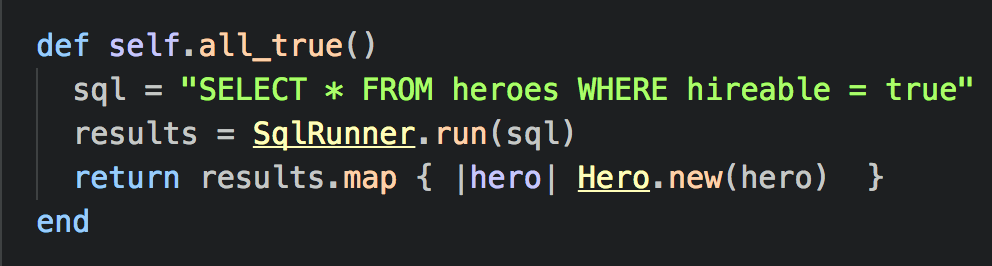 def self.all_true()
  sql = "SELECT * FROM heroes WHERE hireable = true"
  results = SqlRunner.run(sql)
  return results.map { |hero| Hero.new(hero)  }
end